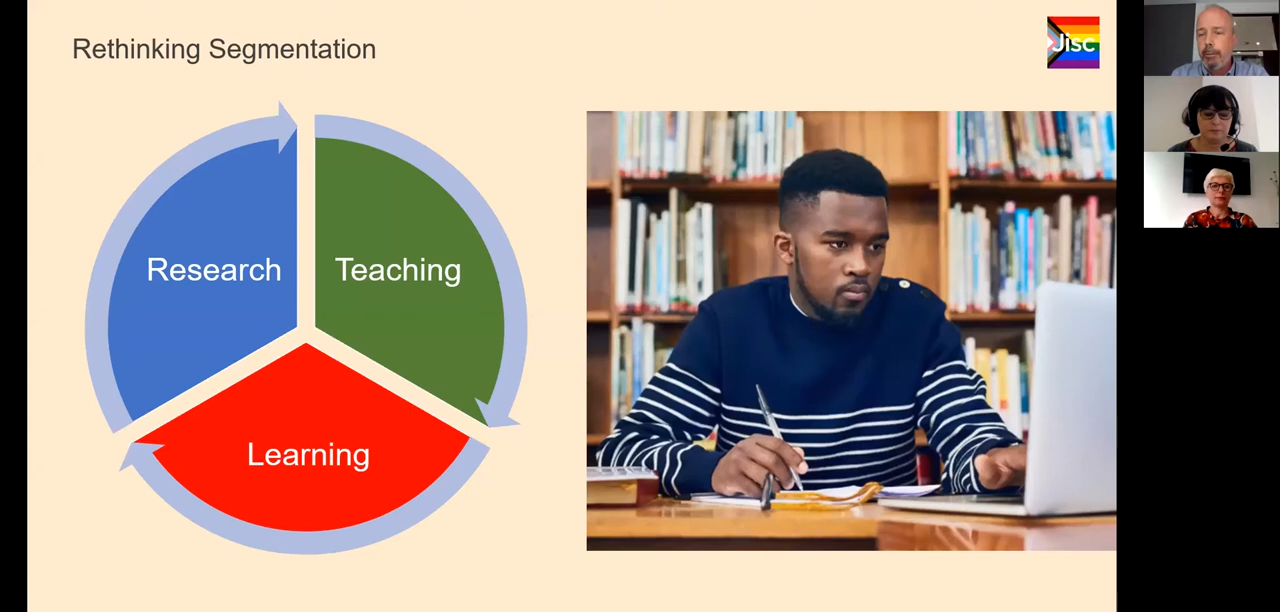 Rethinking Segmentation
Jisc
Research
Teaching
Learning